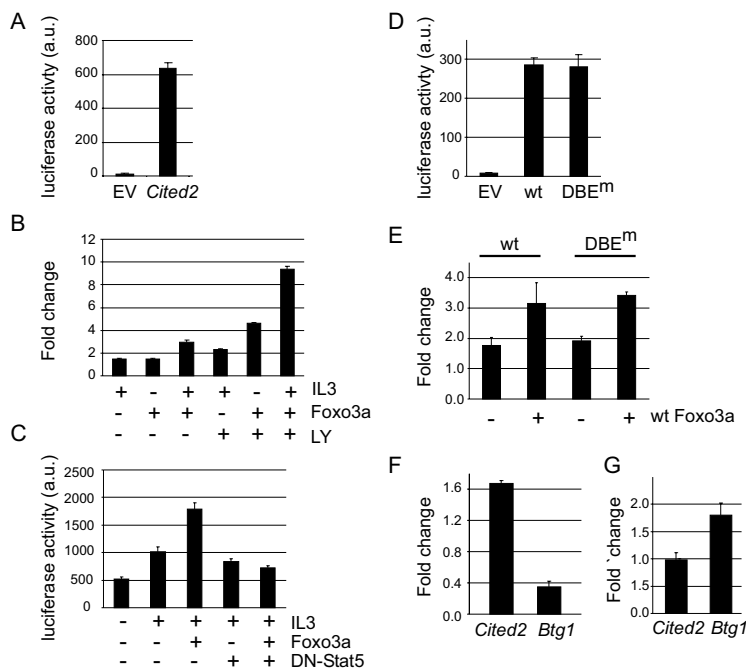 A
luciferase activty (a.u.)
800
600
400
200
0
EV Cited2
B
Fold change
12
10
8
6
4
2
0
+ - + + - + IL3
- + + - + + Foxo3a
- - - + + + LY
C
luciferase activity (a.u.)
2500
2000
1500
1000
500
0
- + + + + IL3
- - + - + Foxo3a
- - - + + DN-Stat5
D
luciferase activty (a.u.)
300
200
100
0
EV wt DBEm
E
wt DBEm
Fold change
4.0
3.0
2.0
1.0
0.0
- + - + wt Foxo3a
F
Fold change
1.6
1.2
0.8
0.4
0.0
Cited2 Btg1
G
Fold `change
2.0
1.5
1.0
1.5
0.0
Cited2 Btg1